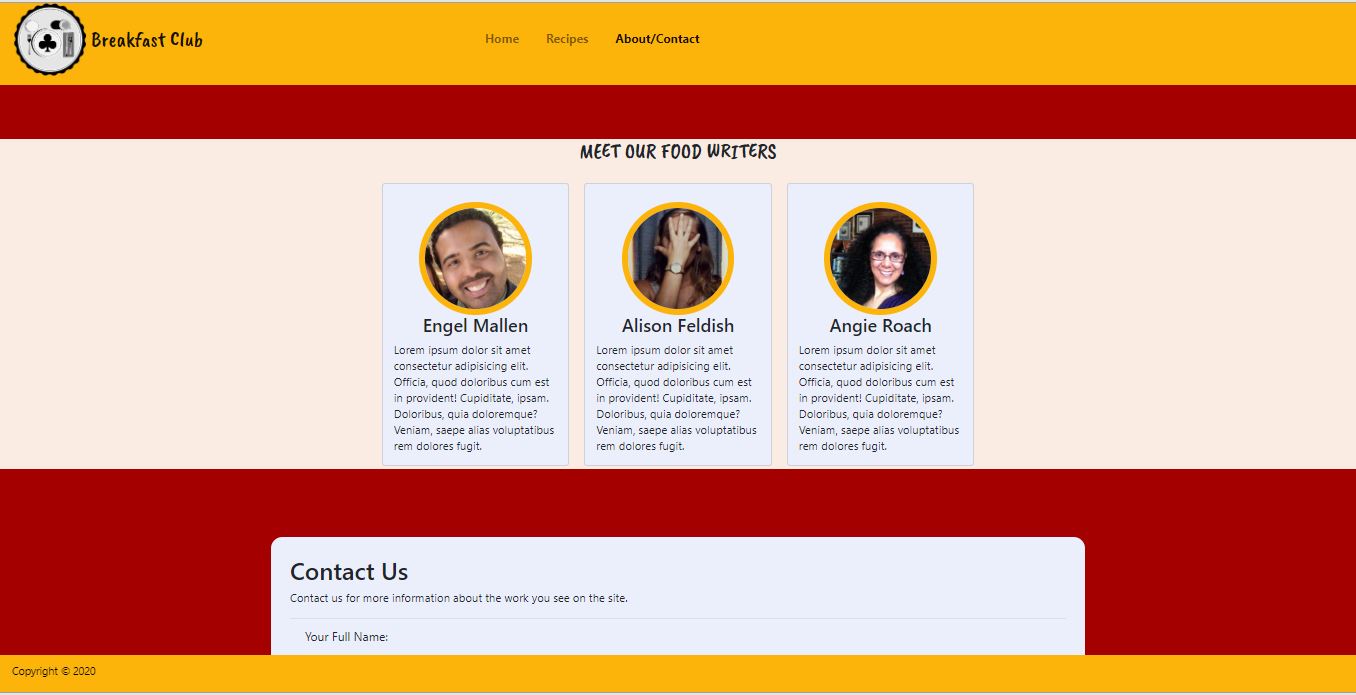 Breakfast Club
Home Recipes About/Contact
MEET OUR FOOD WRITERS
Engel Mallen
Lorem ipsum dolor sit amet
consectetur adipisicing elit.
Officia, quod doloribus cum est
in provident! Cupiditate, ipsam.
Doloribus, quia doloremque?
Veniam, saepe alias voluptatibus
rem dolores fugit.
Alison Feldish
Lorem ipsum dolor sit amet
consectetur adipisicing elit.
Officia, quod doloribus cum est
in provident! Cupiditate, ipsam.
Doloribus, quia doloremque?
Veniam, saepe alias voluptatibus
rem dolores fugit.
Angie Roach
Lorem ipsum dolor sit amet
consectetur adipisicing elit.
Officia, quod doloribus cum est
in provident! Cupiditate, ipsam.
Doloribus, quia doloremque?
Veniam, saepe alias voluptatibus
rem dolores fugit.
Contact Us
Contact us for more information about the work you see on the site.
Your Full Name:
Copyright © 2020